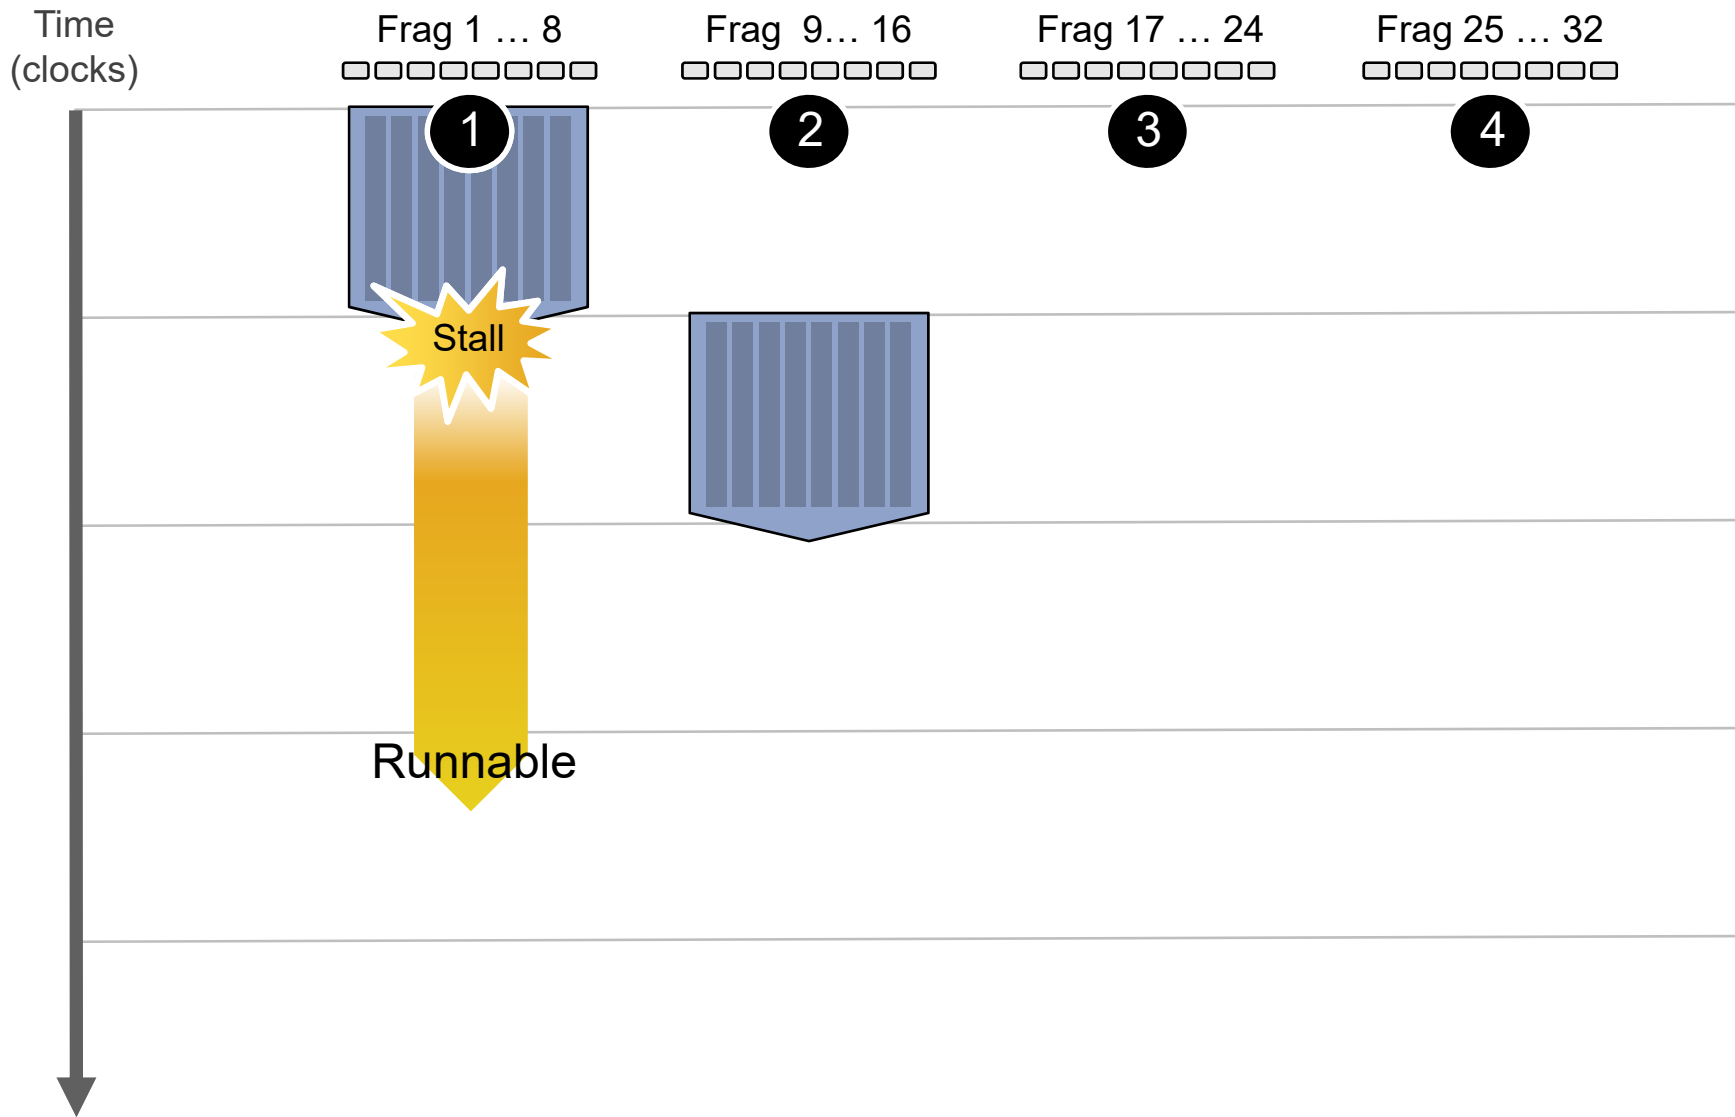 Time
(clocks)
Frag 1 … 8
Frag  9… 16
Frag 17 … 24
Frag 25 … 32
1
2
3
4
Stall
Runnable